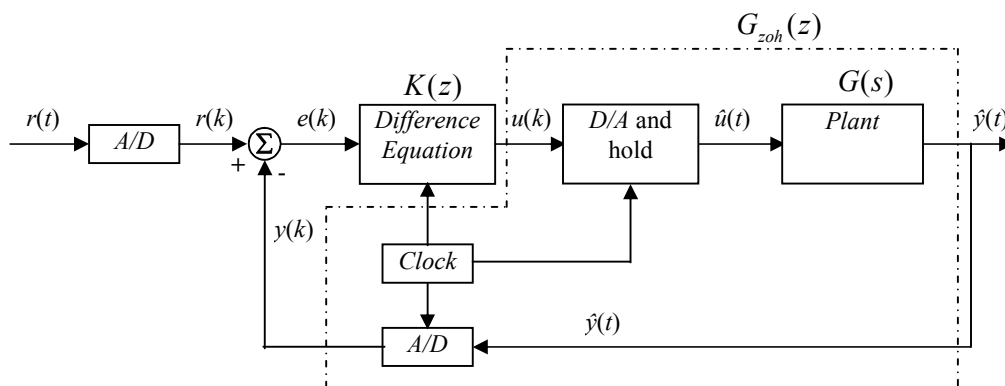 G_zoh(z)
K(z)
G(s)
r(t)
A/D
r(k)
Σ
+
-
e(k)
Difference
Equation
u(k)
D/A and
hold
û(t)
Plant
ŷ(t)
y(k)
Clock
A/D
ŷ(t)